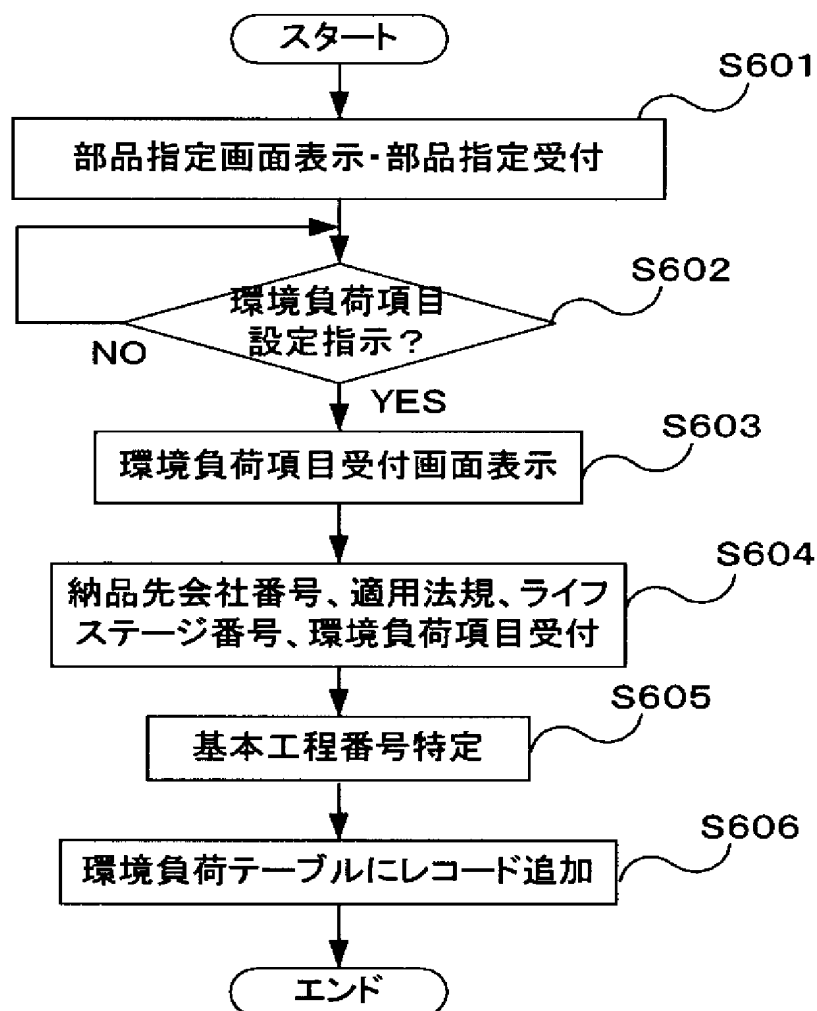 スタート
S601
部品指定画面表示・部品指定受付
S602
環境負荷項目
設定指示？
NO
YES
S603
環境負荷項目受付画面表示
S604
納品先会社番号、適用法規、ライフ
ステージ番号、環境負荷項目受付
S605
基本工程番号特定
S606
環境負荷テーブルにレコード追加
エンド